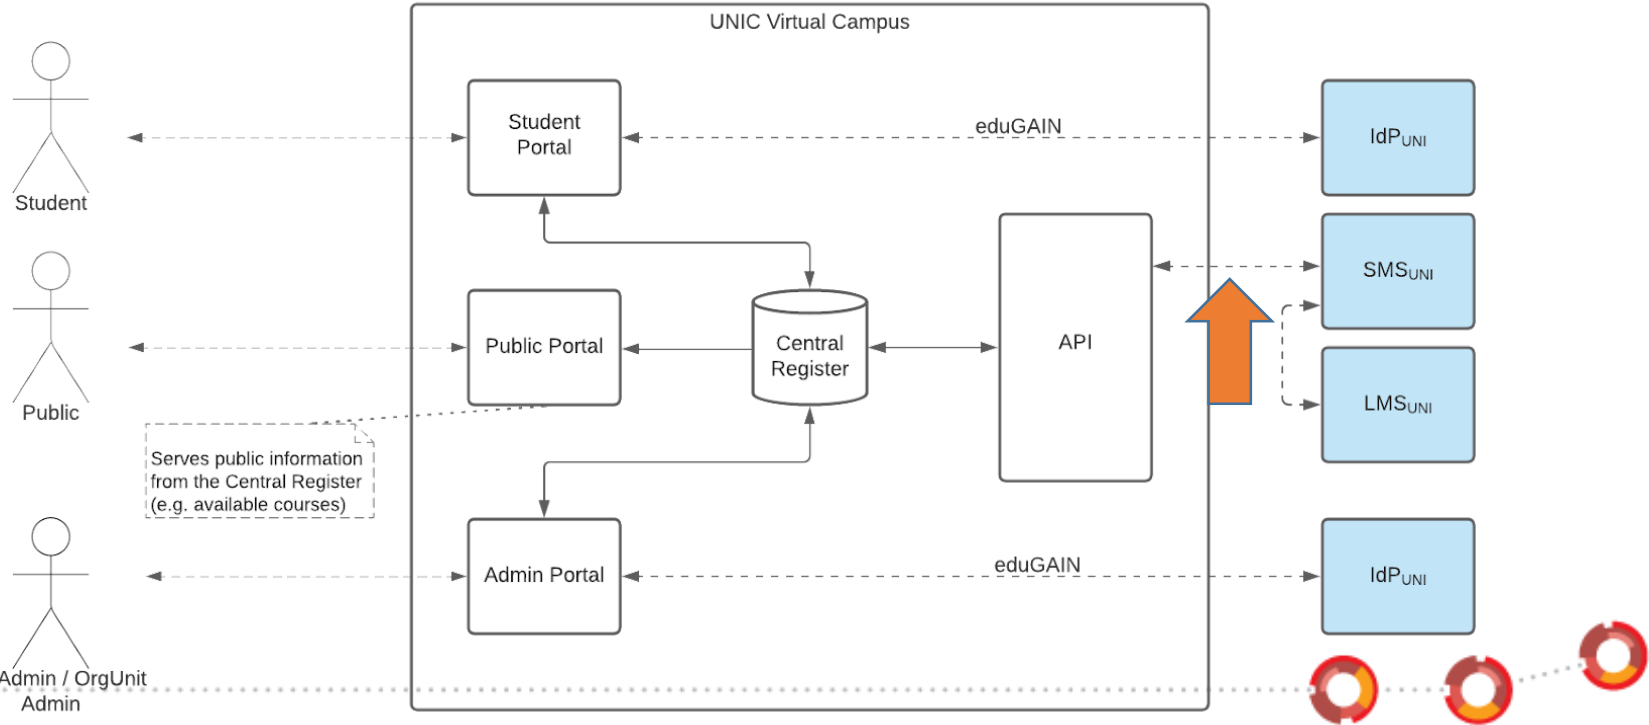 UNIC Virtual Campus
Student
Portal
eduGAIN
IdPUNI
Student
SMSUNI
Public Portal
Central
Register
API
LMSUNI
Public
Serves public information
from the Central Register
(e.g. available courses)
Admin Portal
eduGAIN
IdPUNI
Admin / OrgUnit
Admin